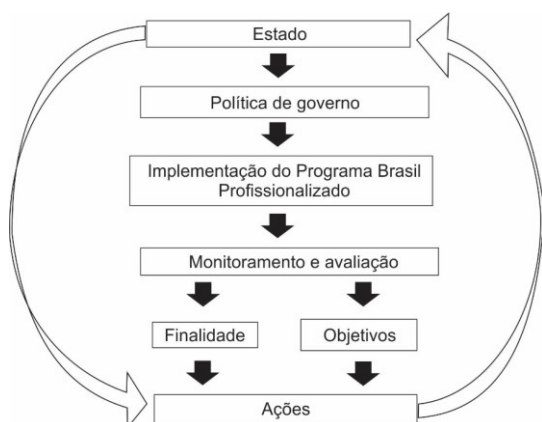 Estado
Política de governo
Implementação do Programa Brasil
Profissionalizado
Monitoramento e avaliação
Finalidade
Objetivos
Ações